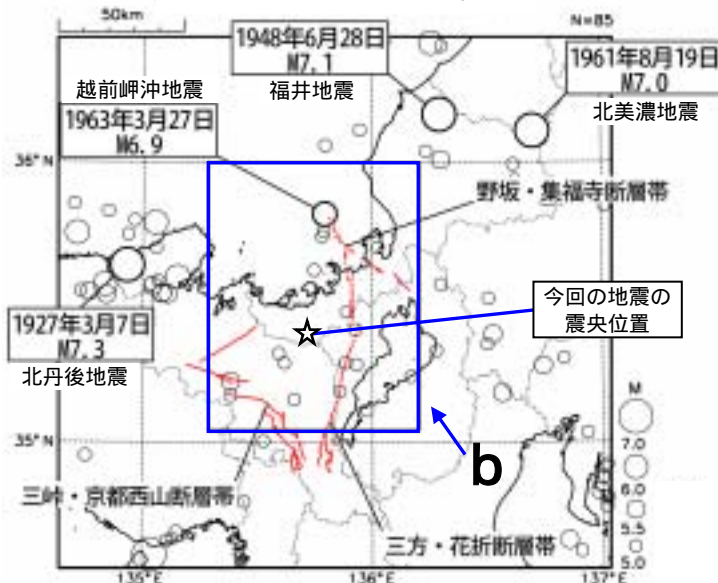 50km
N=85
1948年6月28日
M7.1
福井地震
1961年8月19日
M7.0
北美濃地震
越前岬沖地震
1963年3月27日
M6.9
36°N
野坂・集福寺断層帯
今回の地震の
震央位置
1927年3月7日
M7.3
北丹後地震
M
7.0
6.0
5.5
5.0
35°N
b
三峠・京都西山断層帯
三方・花折断層帯
135°E
136°E
137°E